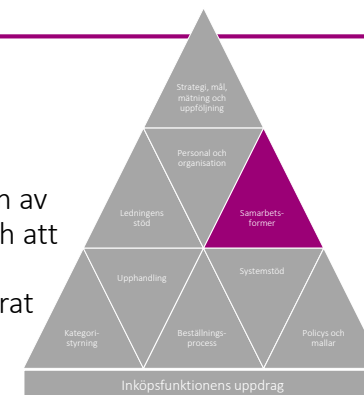 Strategi, mål,
mätning och
uppföljning
Personal och
organisation
av
att
rat
Ledningens
stöd
Samarbets-
former
Upphandling
Systemstöd
Kategori-
styrning
Beställnings-
process
Policys och
mallar
Inköpsfunktionens uppdrag